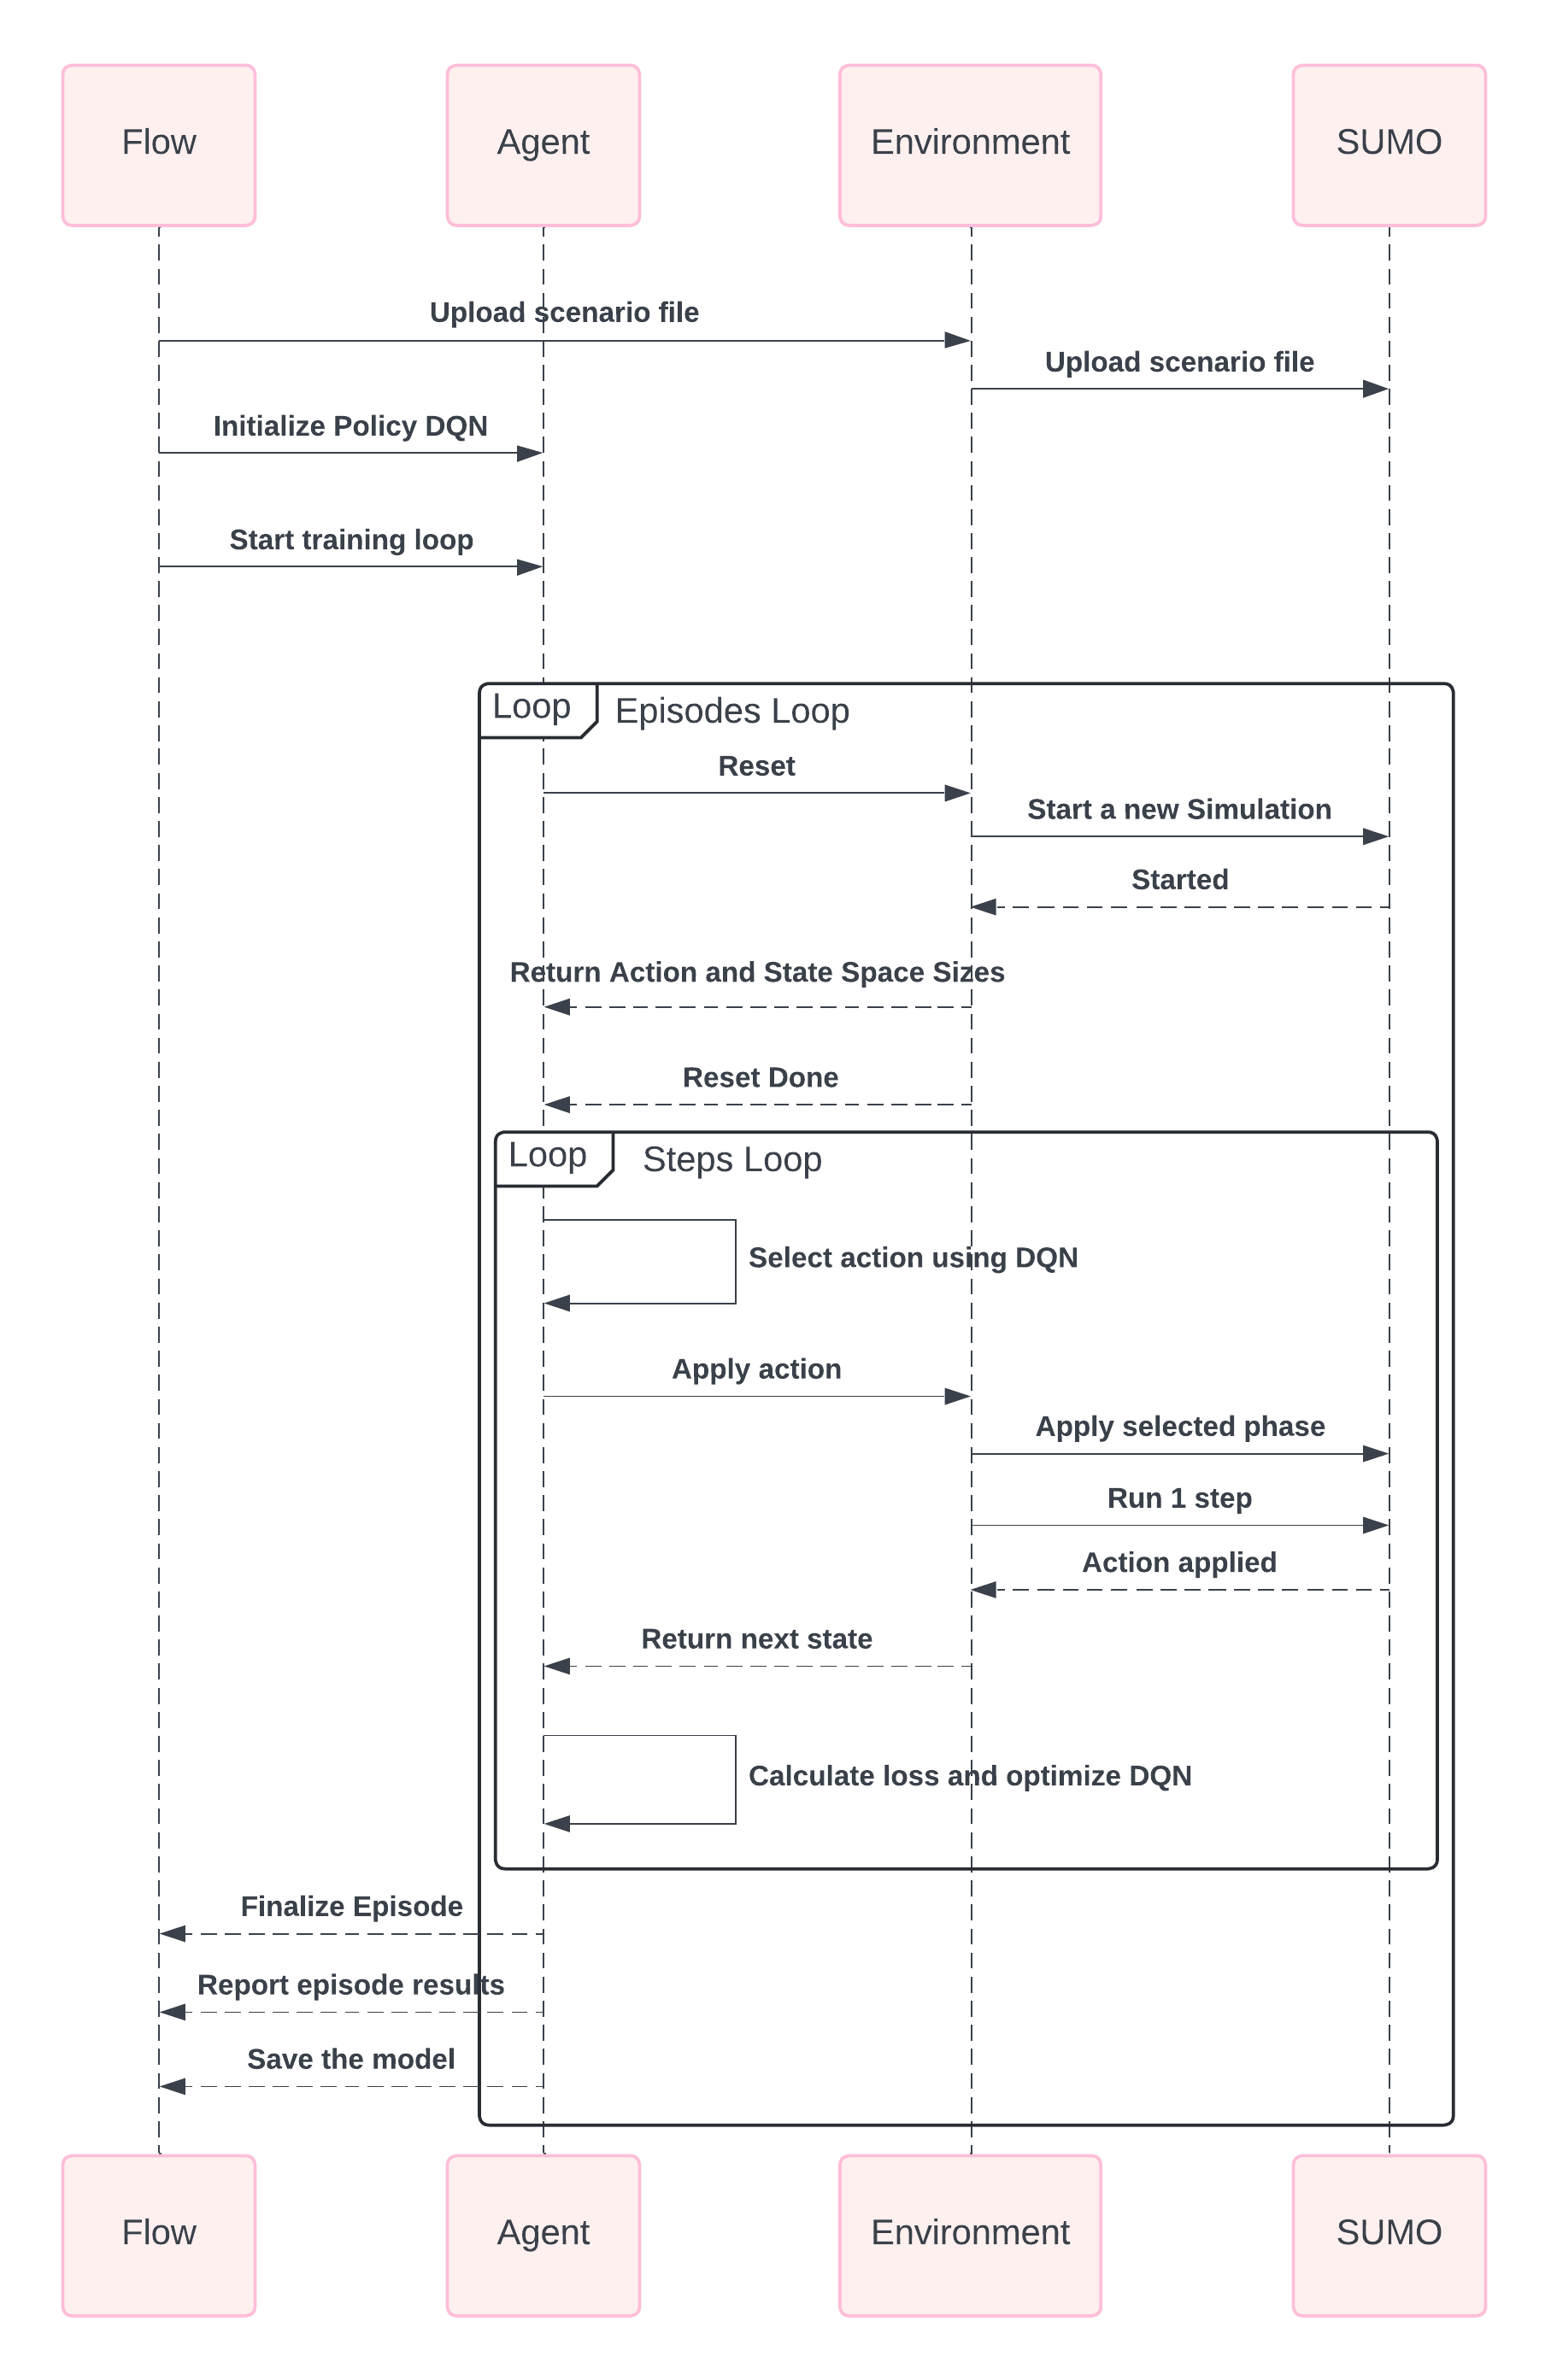 Flow
Agent
Environment
SUMO
Upload scenario file
Upload scenario file
Initialize Policy DQN
Start training loop
Loop
Episodes Loop
Reset
Start a new Simulation
Started
Return Action and State Space Sizes
Reset Done
Loop
Steps Loop
Select action using DQN
Apply action
Apply selected phase
Run 1 step
Action applied
Return next state
Calculate loss and optimize DQN
Finalize Episode
Report episode results
Save the model
Flow
Agent
Environment
SUMO